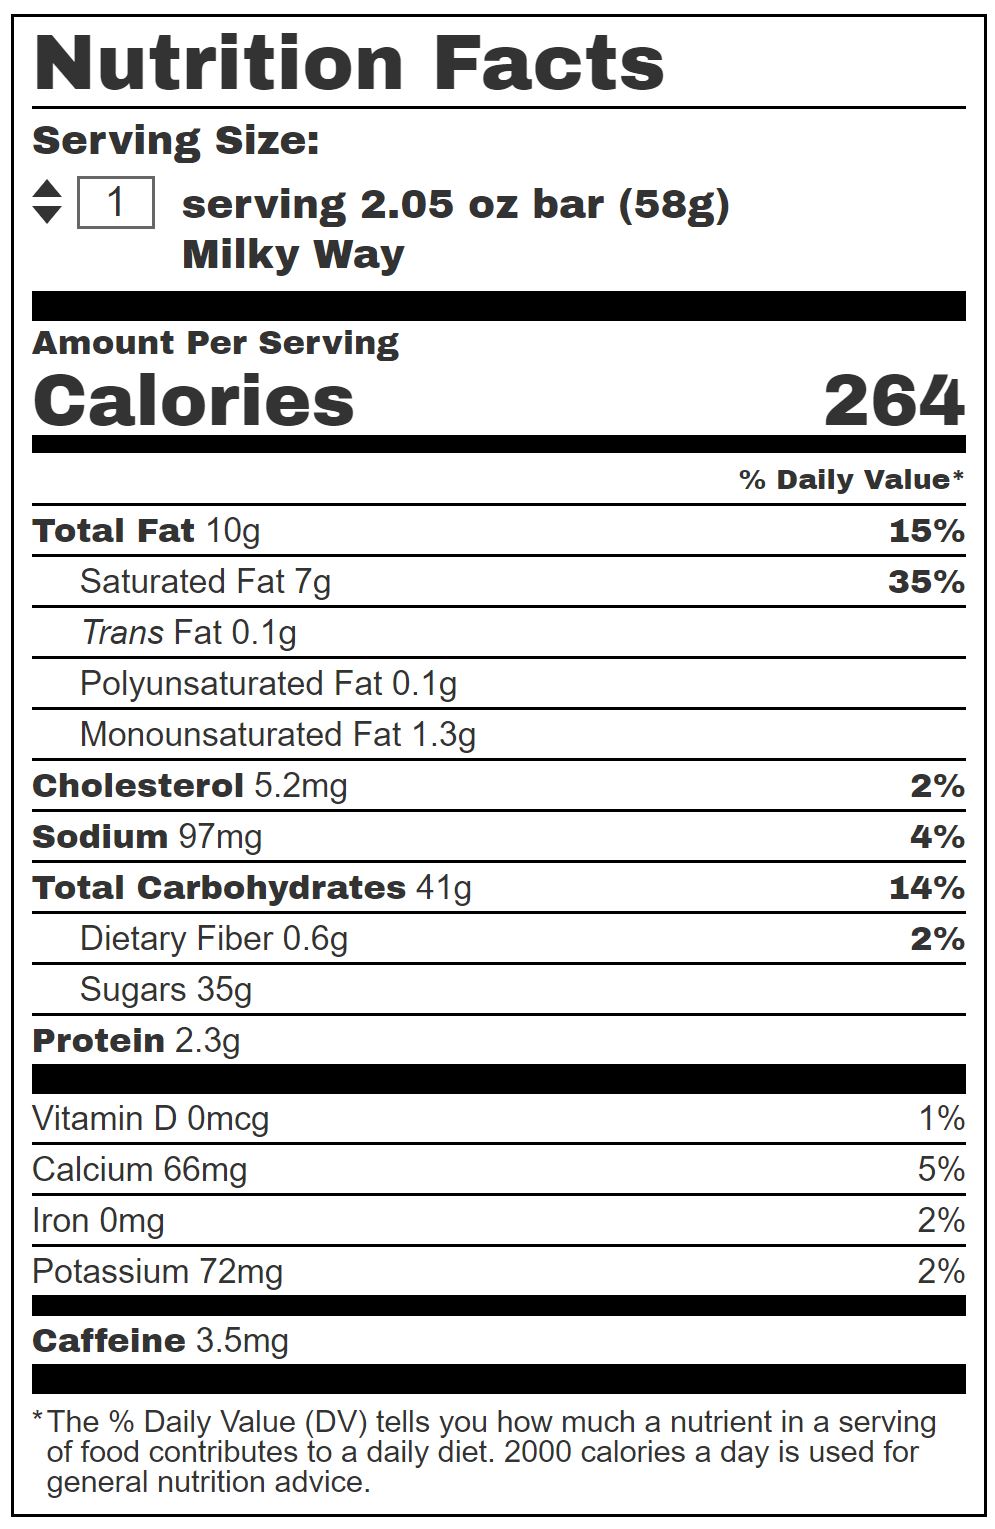 Nutrition Facts
Serving Size:
1 serving 2.05 oz bar (58g)
Milky Way
Amount Per Serving
Calories 264
% Daily Value*
Total Fat 10g 15%
Saturated Fat 7g 35%
Trans Fat 0.1g
Polyunsaturated Fat 0.1g
Monounsaturated Fat 1.3g
Cholesterol 5.2mg 2%
Sodium 97mg 4%
Total Carbohydrates 41g 14%
Dietary Fiber 0.6g 2%
Sugars 35g
Protein 2.3g
Vitamin D 0mcg 1%
Calcium 66mg 5%
Iron 0mg 2%
Potassium 72mg 2%
Caffeine 3.5mg
*The % Daily Value (DV) tells you how much a nutrient in a serving
of food contributes to a daily diet. 2000 calories a day is used for
general nutrition advice.